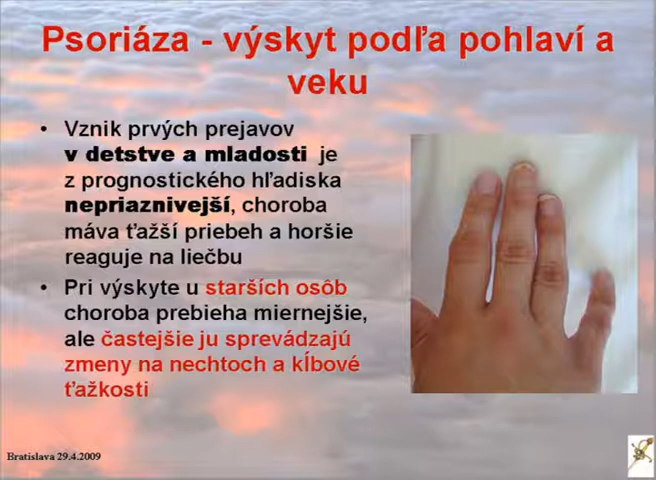 Psoriáza - výskyt podľa pohlaví a
veku
• Vznik prvých prejavov
v detstve a mladosti je
z prognostického hľadiska
nepriaznivejší, choroba
máva ťažší priebeh a horšie
reaguje na liečbu
• Pri výskyte u starších osôb
choroba prebieha miernejšie,
ale častejšie ju sprevádzajú
zmeny na nechtoch a kĺbové
ťažkosti
Bratislava 29.4.2009